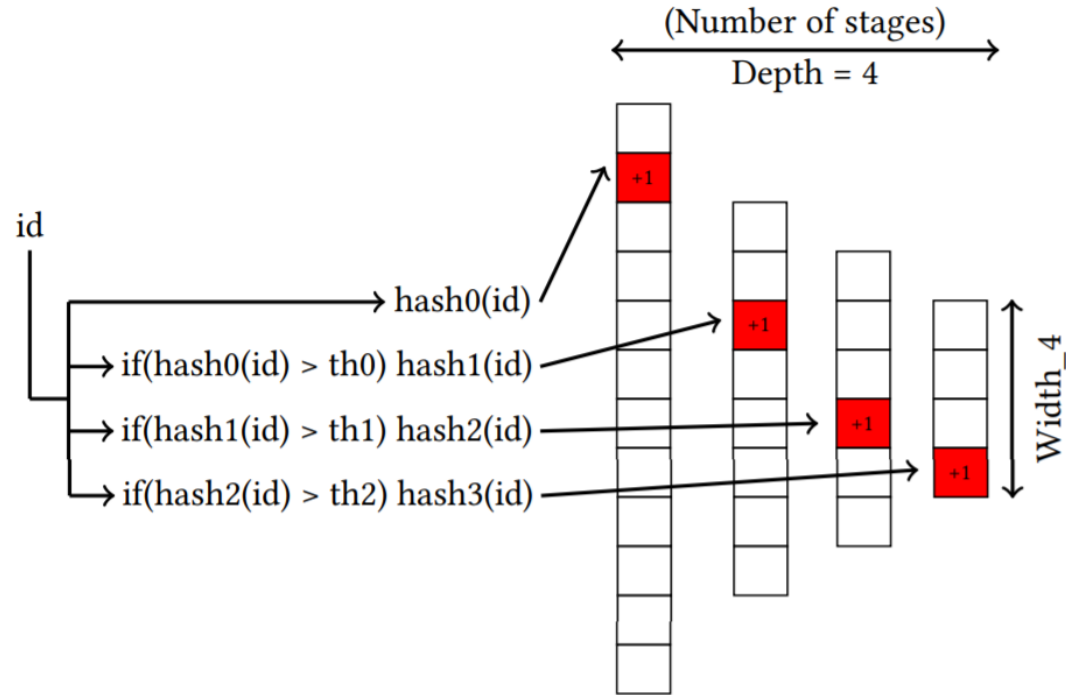 (Number of stages)
Depth = 4
+1
id
hash0(id)
+1
if(hash0(id) > th0) hash1(id)
if(hash1(id) > th1) hash2(id)
+1
if(hash2(id) > th2) hash3(id)
+1
Width_4